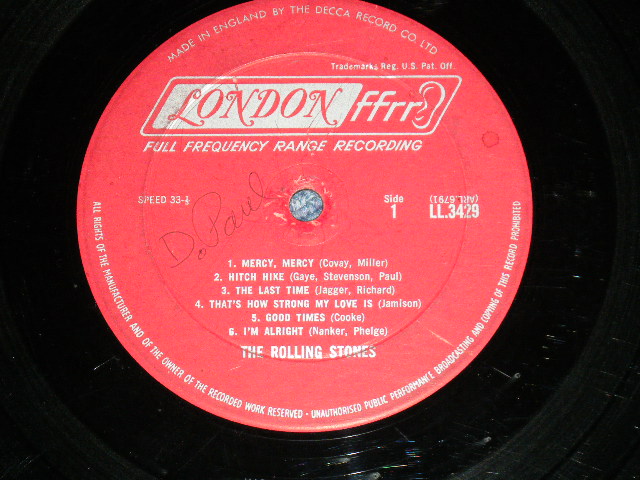 MADE IN ENGLAND BY THE DECCA RECORD CO. LTD
Trademarks Reg. U.S. Pat. Off.
LONDON ffrr
FULL FREQUENCY RANGE RECORDING
SPEED 33-⅓
Side
1
(ARL.6791)
LL.3429
D. Paul
1. MERCY, MERCY (Covay, Miller)
2. HITCH HIKE (Gaye, Stevenson, Paul)
3. THE LAST TIME (Jagger, Richard)
4. THAT'S HOW STRONG MY LOVE IS (Jamison)
5. GOOD TIMES (Cooke)
6. I'M ALRIGHT (Nanker, Phelge)
THE ROLLING STONES
ALL RIGHTS OF THE MANUFACTURER AND OF THE OWNER OF THE RECORDED WORK RESERVED - UNAUTHORISED PUBLIC PERFORMANCE BROADCASTING AND COPYING OF THIS RECORD PROHIBITED